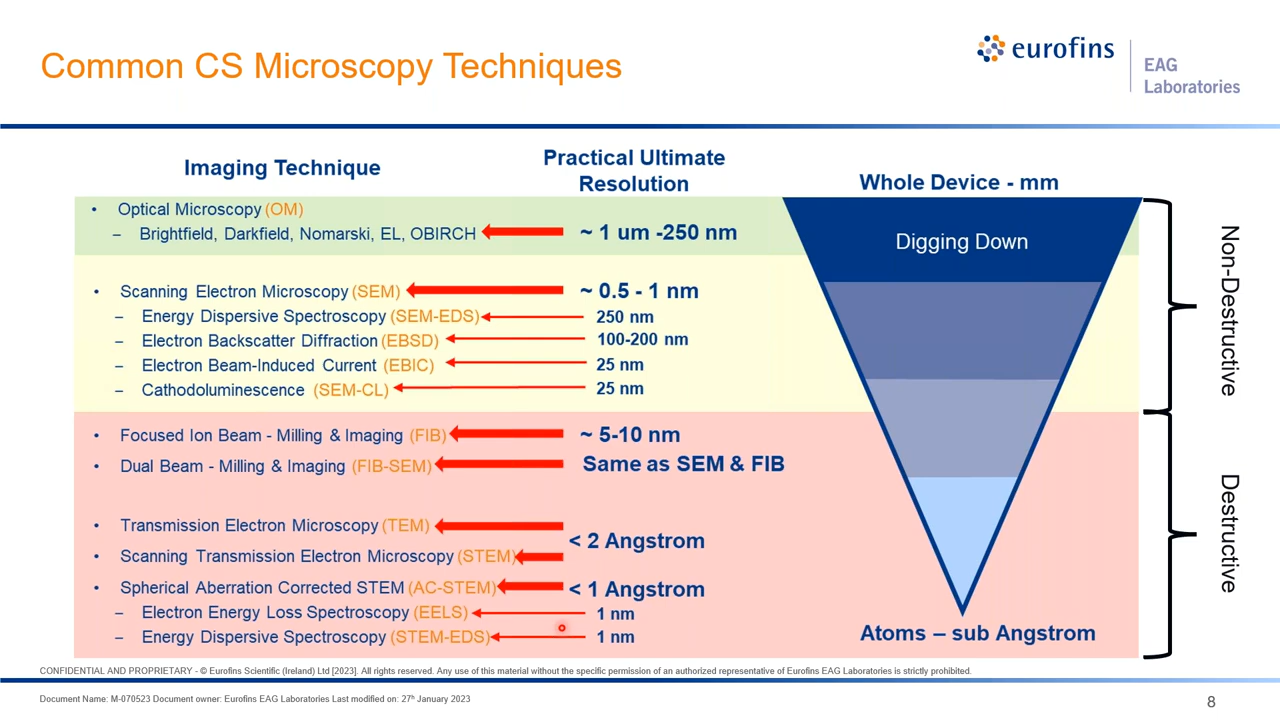 Common CS Microscopy Techniques
eurofins
EAG
Laboratories
Imaging Technique
Practical Ultimate
Resolution
Whole Device - mm
• Optical Microscopy (OM)
– Brightfield, Darkfield, Nomarski, EL, OBIRCH
~ 1 um -250 nm
Digging Down
• Scanning Electron Microscopy (SEM)
~ 0.5 - 1 nm
– Energy Dispersive Spectroscopy (SEM-EDS)
250 nm
– Electron Backscatter Diffraction (EBSD)
100-200 nm
– Electron Beam-Induced Current (EBIC)
25 nm
– Cathodoluminescence (SEM-CL)
25 nm
Non-Destructive
• Focused Ion Beam - Milling & Imaging (FIB)
~ 5-10 nm
• Dual Beam - Milling & Imaging (FIB-SEM)
Same as SEM & FIB
• Transmission Electron Microscopy (TEM)
< 2 Angstrom
• Scanning Transmission Electron Microscopy (STEM)
• Spherical Aberration Corrected STEM (AC-STEM)
< 1 Angstrom
– Electron Energy Loss Spectroscopy (EELS)
1 nm
– Energy Dispersive Spectroscopy (STEM-EDS)
1 nm
Atoms – sub Angstrom
Destructive
CONFIDENTIAL AND PROPRIETARY - © Eurofins Scientific (Ireland) Ltd [2023]. All rights reserved. Any use of this material without the specific permission of an authorized representative of Eurofins EAG Laboratories is strictly prohibited.
Document Name: M-070523 Document owner: Eurofins EAG Laboratories Last modified on: 27th January 2023
8